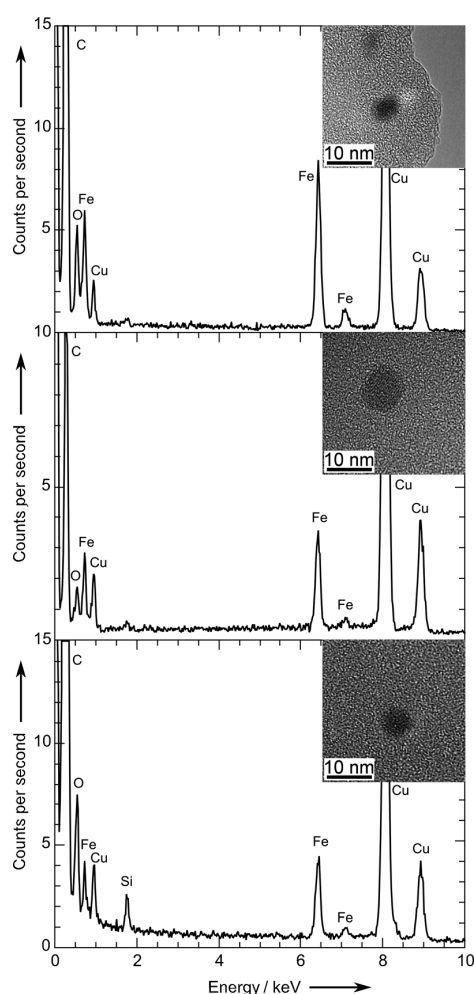 15
C
10 nm
10
Counts per second
Fe
O
Cu
5
Fe
Cu
Fe
Cu
10
C
10 nm
Counts per second
5
Fe
O
Cu
Fe
Fe
Cu
Cu
15
C
10 nm
10
Counts per second
O
Fe
Cu
5
Si
Fe
Fe
Cu
Cu
0
0 2 4 6 8 10
Energy / keV